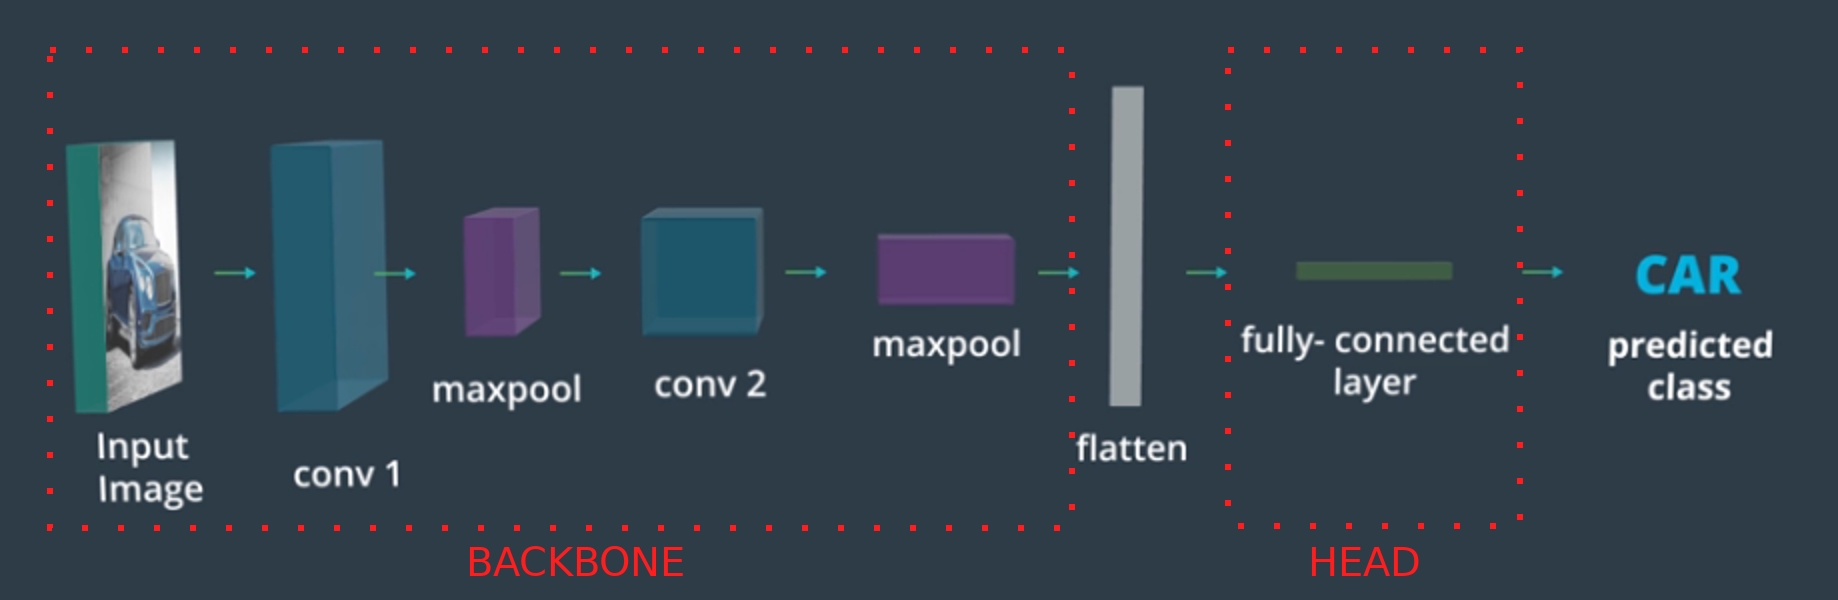 Input
Image
conv 1
maxpool
conv 2
maxpool
flatten
fully- connected
layer
CAR
predicted
class
BACKBONE
HEAD